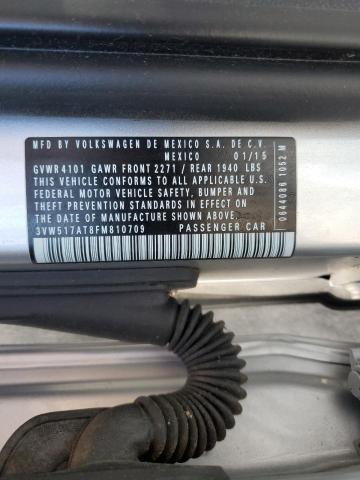 MFD BY VOLKSWAGEN DE MEXICO S.A. DE C.V
MEXICO 01/15
GVWR 4101 GAWR FRONT 2271 / REAR 1940 LBS
THIS VEHICLE CONFORMS TO ALL APPLICABLE U.S.
FEDERAL MOTOR VEHICLE SAFETY, BUMPER AND
THEFT PREVENTION STANDARDS IN EFFECT ON
THE DATE OF MANUFACTURE SHOWN ABOVE.
3VW517AT8FM810709 PASSENGER CAR
0644086 1052 M